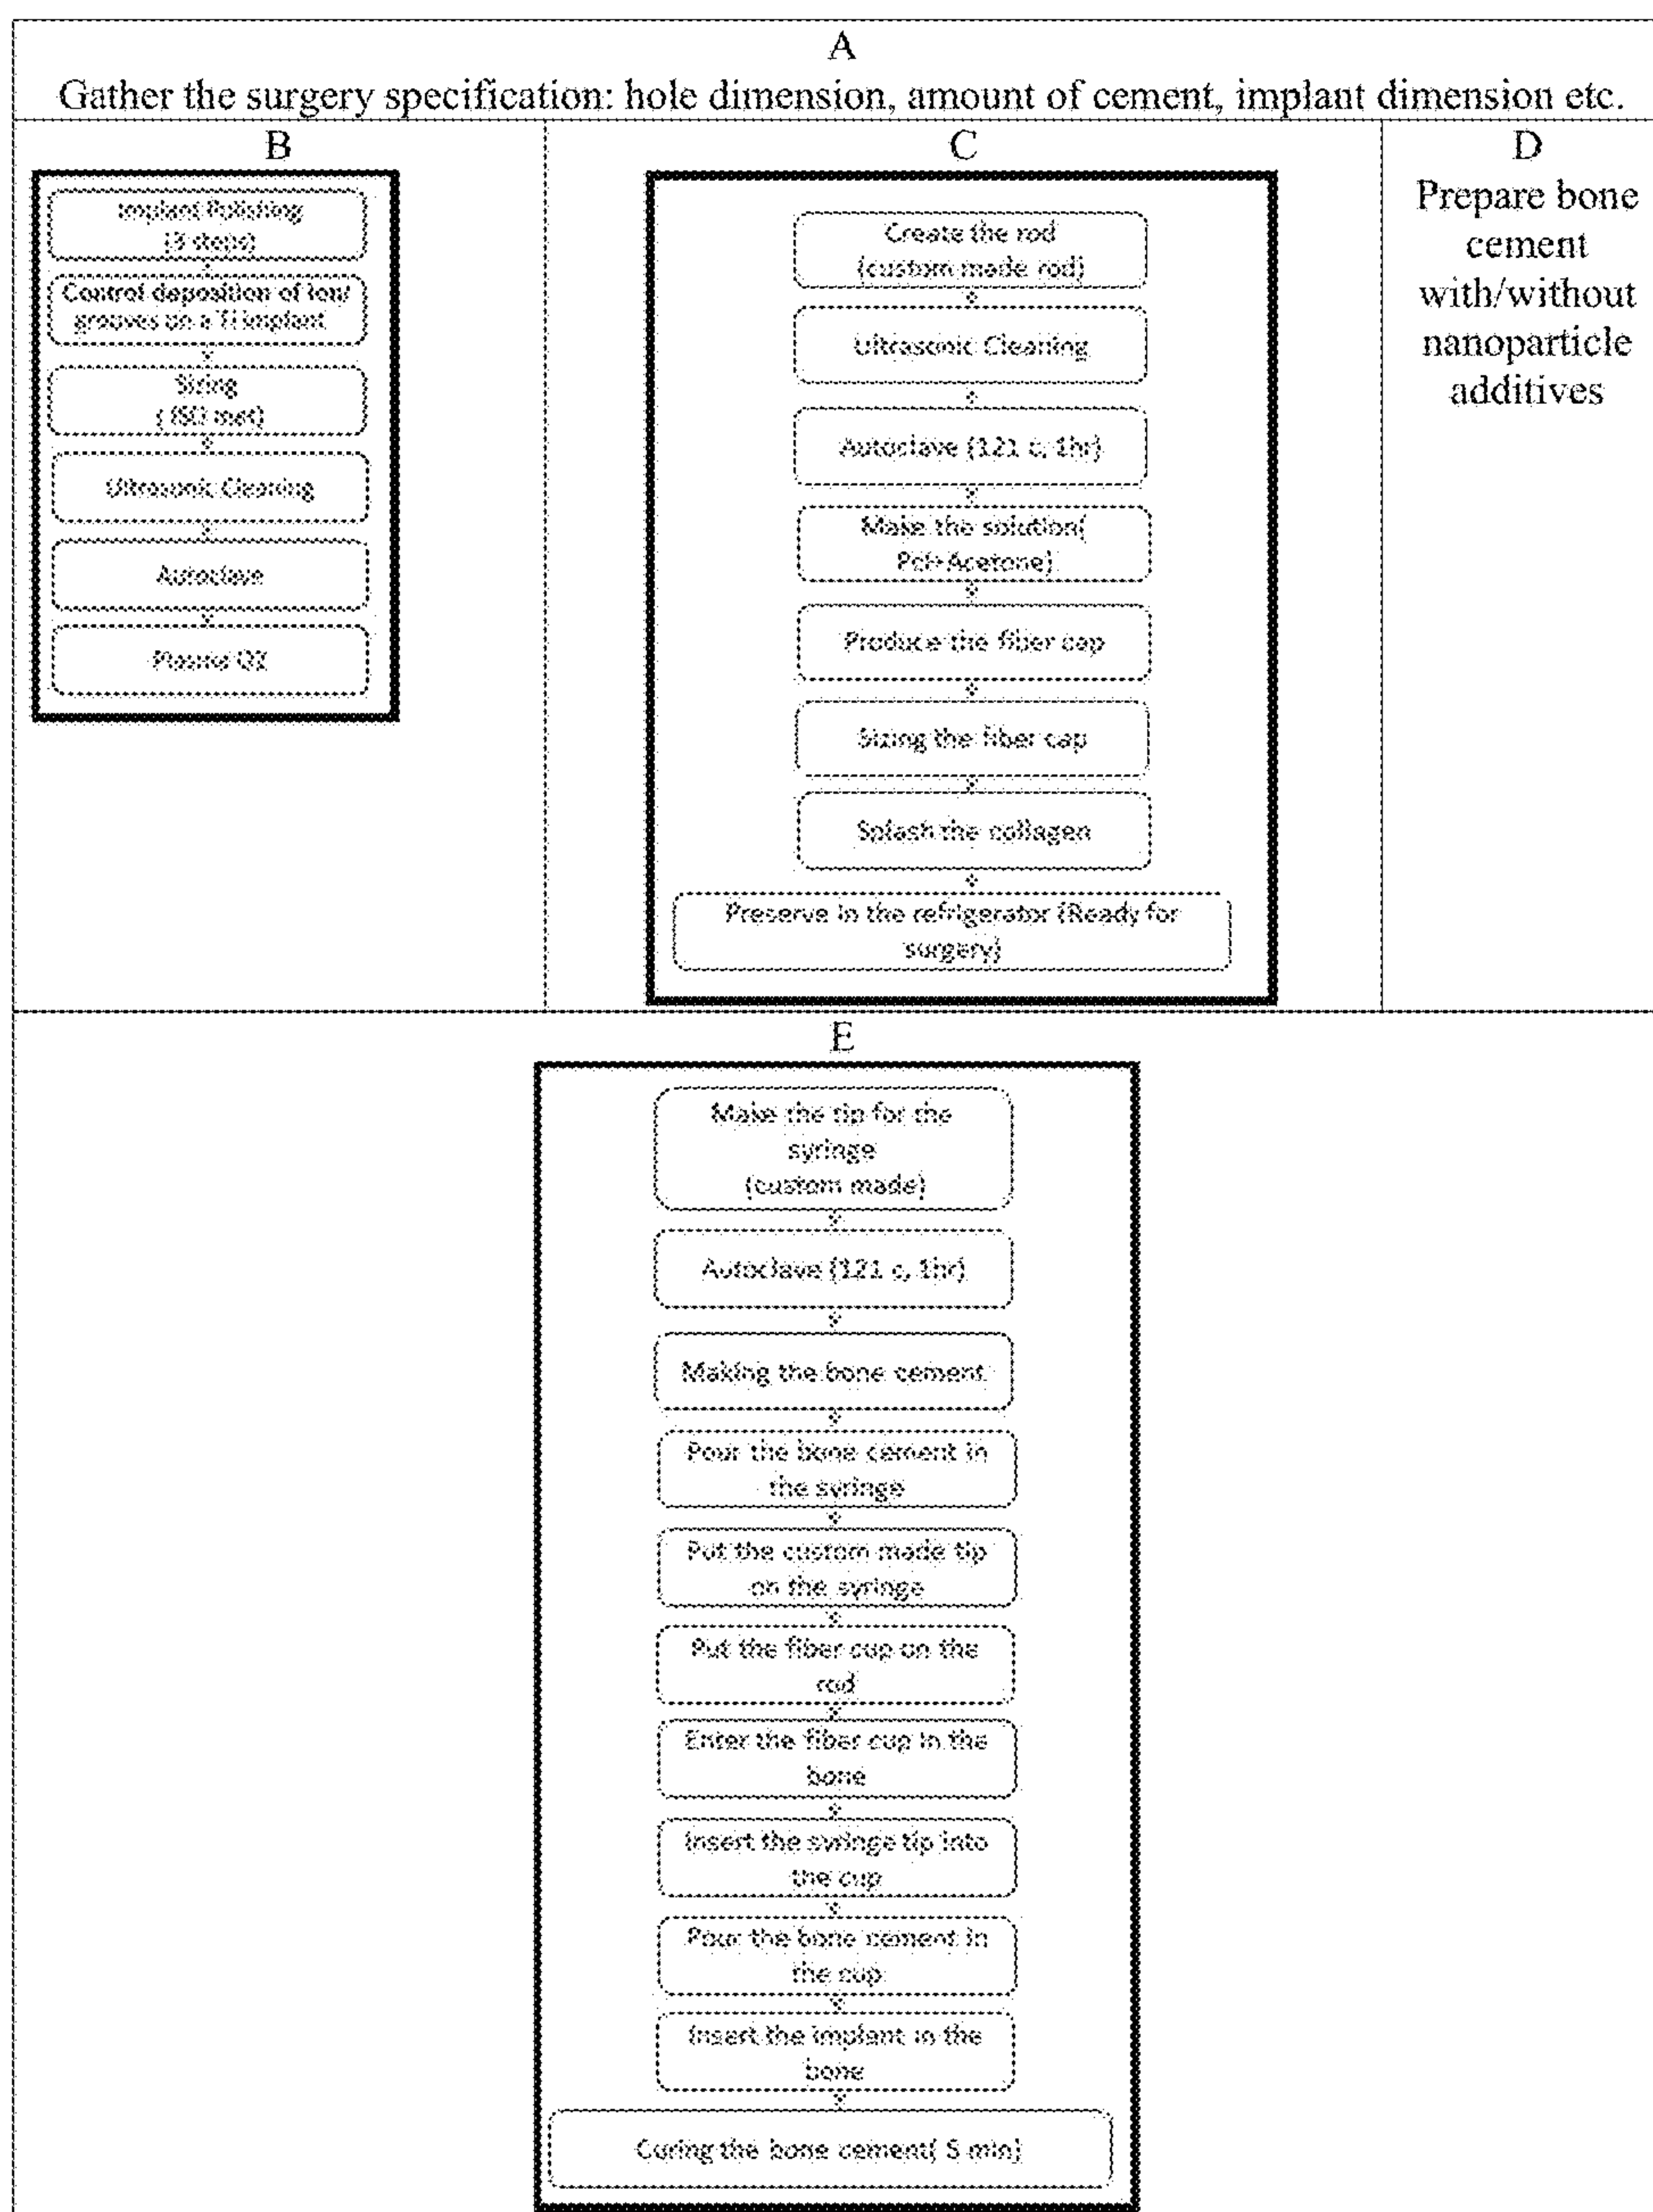 A
Gather the surgery specification: hole dimension, amount of cement, implant dimension etc.
B
Implant Polishing
(3 steps)
Control deposition of ion/
grooves on a Ti implant
Sizing
( ISO met)
Ultrasonic Cleaning
Autoclave
Plasma
C
Create the rod
(custom made rod)
Ultrasonic Cleaning
Autoclave (121 c, 1hr)
Make the solution(
Pcl+Acetone)
Produce the fiber cap
Sizing the fiber cap
Splash the collagen
Preserve in the refrigerator (Ready for
surgery)
D
Prepare bone
cement
with/without
nanoparticle
additives
E
Make the tip for the
syringe
(custom made)
Autoclave (121 c, 1hr)
Making the bone cement
Pour the bone cement in
the syringe
Put the custom made tip
on the syringe
Put the fiber cup on the
rod
Enter the fiber cup in the
bone
Insert the syringe tip into
the cup
Pour the bone cement in
the cup
Insert the implant in the
bone
Curing the bone cement( 5 min)